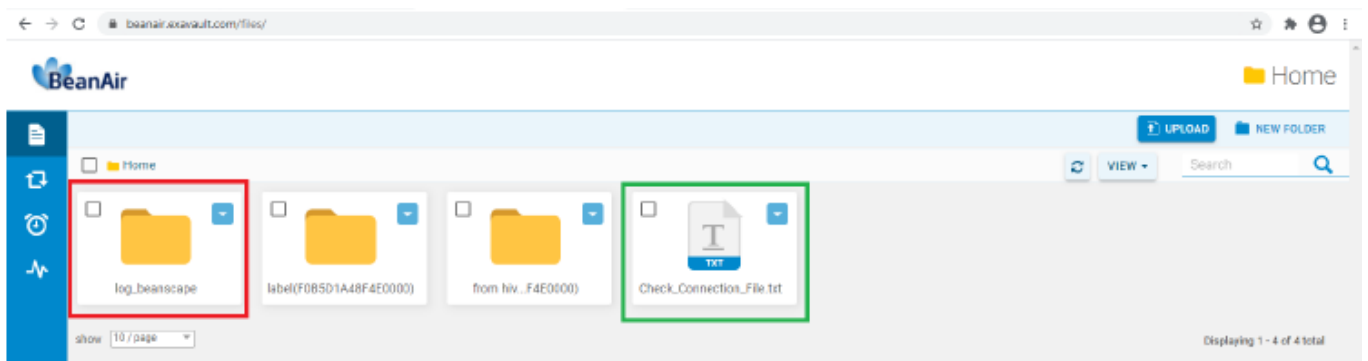 beanair.exavault.com/files/
BeanAir
Home
UPLOAD
NEW FOLDER
Home
VIEW
Search
log_beanscape
label(F0B5D1A48F4E0000)
from hiv...F4E0000)
T
TXT
Check_Connection_File.txt
show 10 / page
Displaying 1 - 4 of 4 total